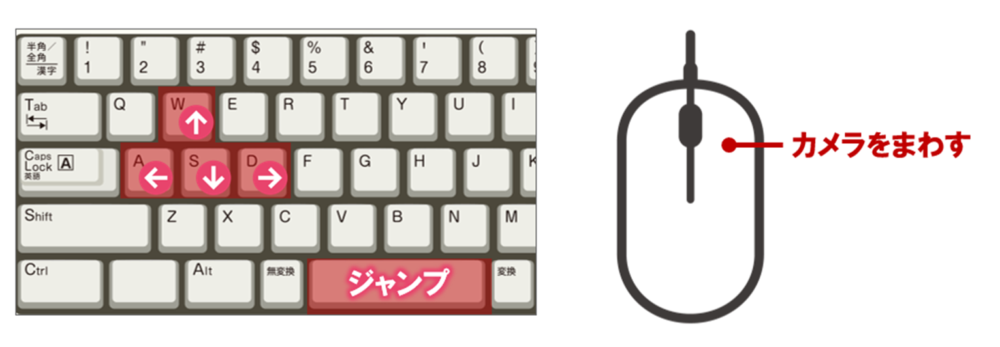 半角／
全角
漢字
!
1
"
2
#
3
$
4
%
5
&
6
'
7
(
8
Tab
Q
W
E
R
T
Y
U
I
Caps
Lock
A
英語
A
S
D
F
G
H
J
K
Shift
Z
X
C
V
B
N
M
Ctrl
Alt
無変換
ジャンプ
変換
カメラをまわす